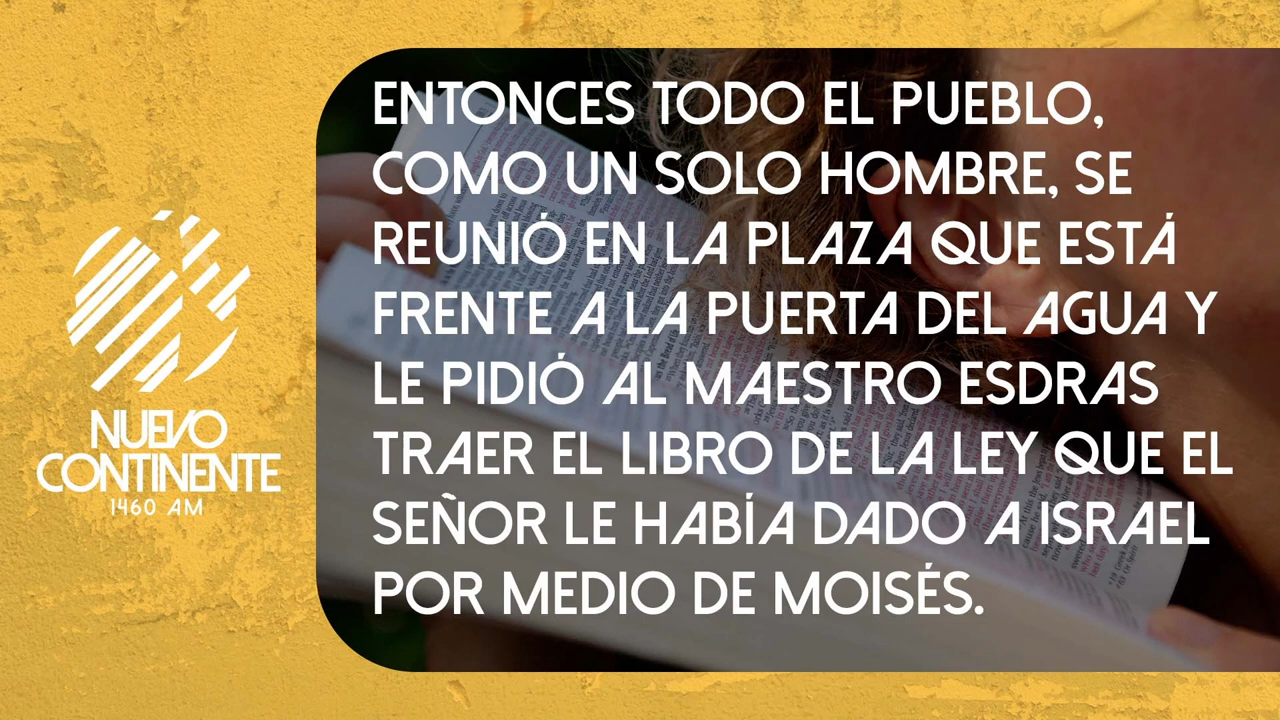 NUEVO
CONTINENTE
1460 AM
ENTONCES TODO EL PUEBLO,
COMO UN SOLO HOMBRE, SE
REUNIÓ EN LA PLAZA QUE ESTÁ
FRENTE A LA PUERTA DEL AGUA Y
LE PIDIÓ AL MAESTRO ESDRAS
TRAER EL LIBRO DE LA LEY QUE EL
SEÑOR LE HABÍA DADO A ISRAEL
POR MEDIO DE MOISÉS.